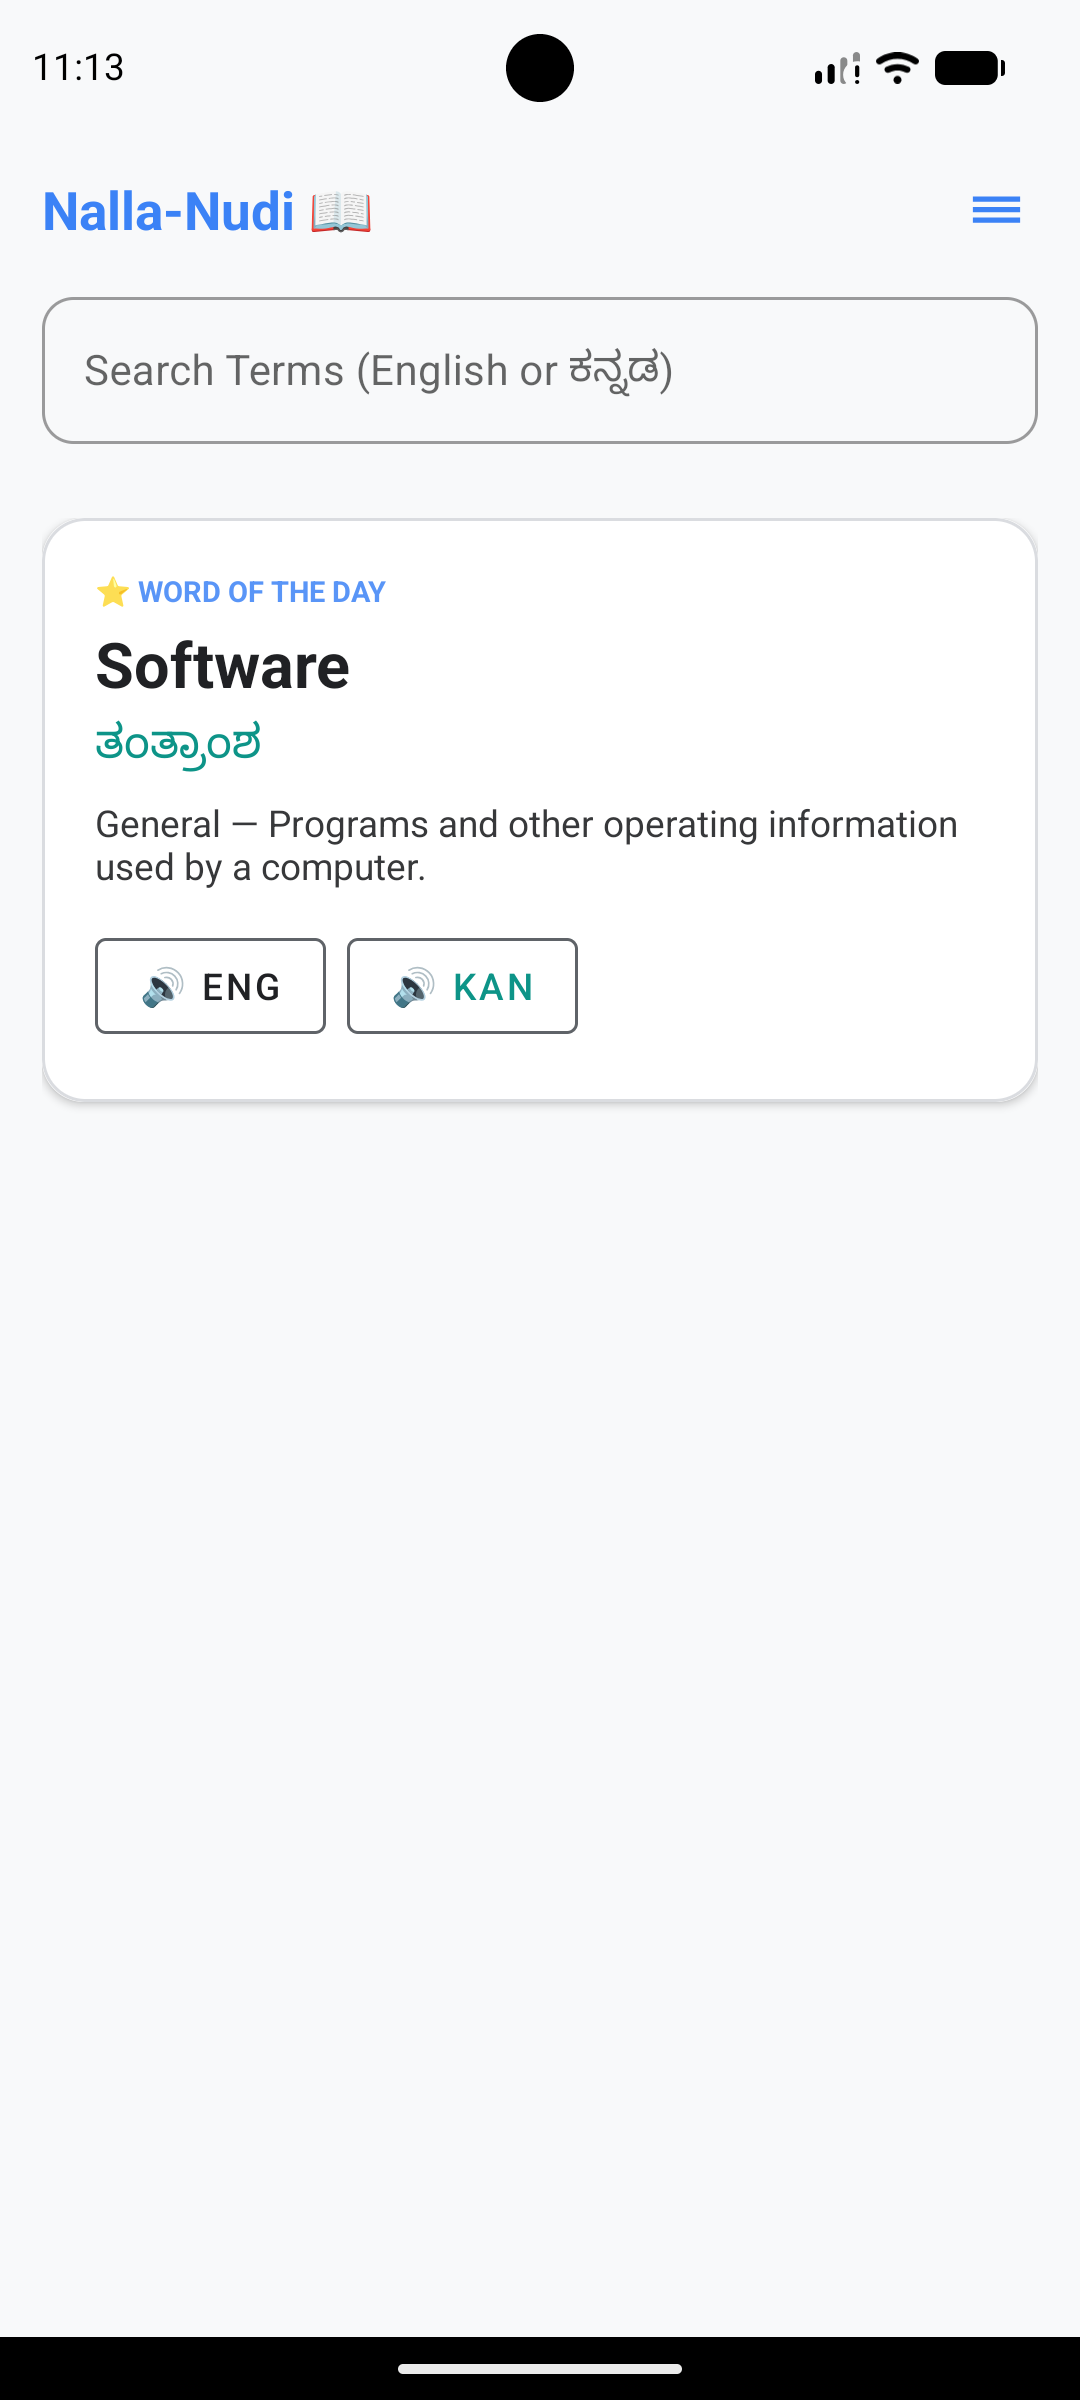 11:13
Nalla-Nudi 📖
Search Terms (English or ಕನ್ನಡ)
⭐ WORD OF THE DAY
Software
ತಂತ್ರಾಂಶ
General — Programs and other operating information
used by a computer.
🔊 ENG
🔊 KAN